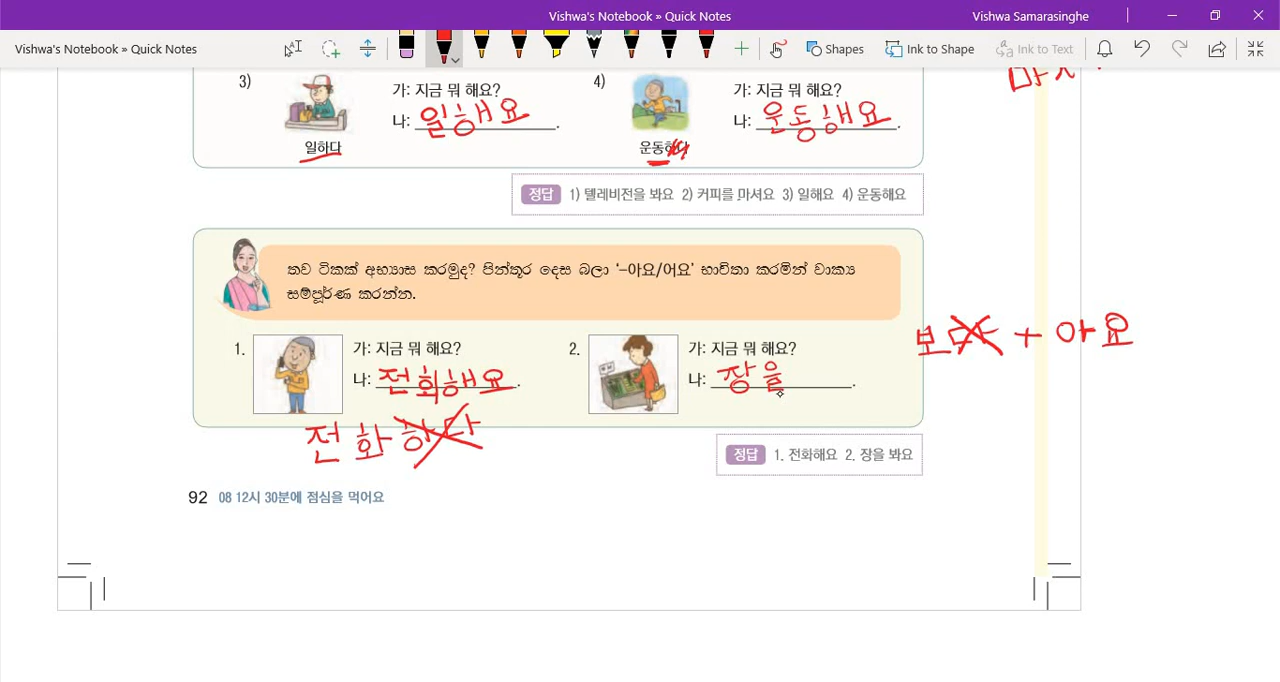 Vishwa's Notebook » Quick Notes
Vishwa Samarasinghe
Vishwa's Notebook » Quick Notes
Shapes
Ink to Shape
Ink to Text
3)
가: 지금 뭐 해요?
나: 일해요.
일하다
4)
가: 지금 뭐 해요?
나: 운동해요.
운동하다
정답 1) 텔레비전을 봐요 2) 커피를 마셔요 3) 일해요 4) 운동해요
තව ටිකක් අභ්‍යාස කරමුද? පින්තූර දෙස බලා '-아요/어요' භාවිතා කරමින් වාක්‍ය
සම්පූර්ණ කරන්න.
1.
가: 지금 뭐 해요?
나: 전화해요.
전화하다
2.
가: 지금 뭐 해요?
나: 장을.
보다 + 아요
정답 1. 전화해요 2. 장을 봐요
92 08 12시 30분에 점심을 먹어요